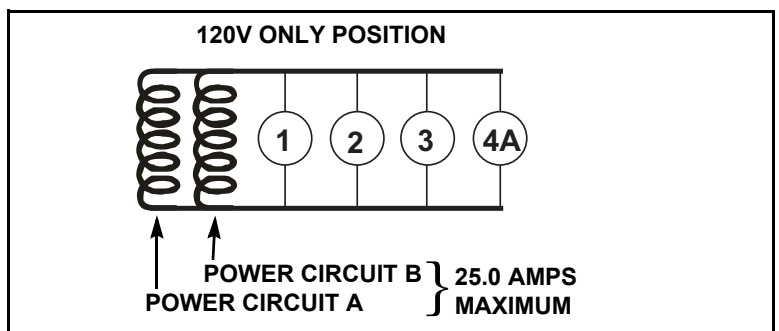 120V ONLY POSITION
1 2 3 4A
POWER CIRCUIT B
POWER CIRCUIT A
25.0 AMPS
MAXIMUM